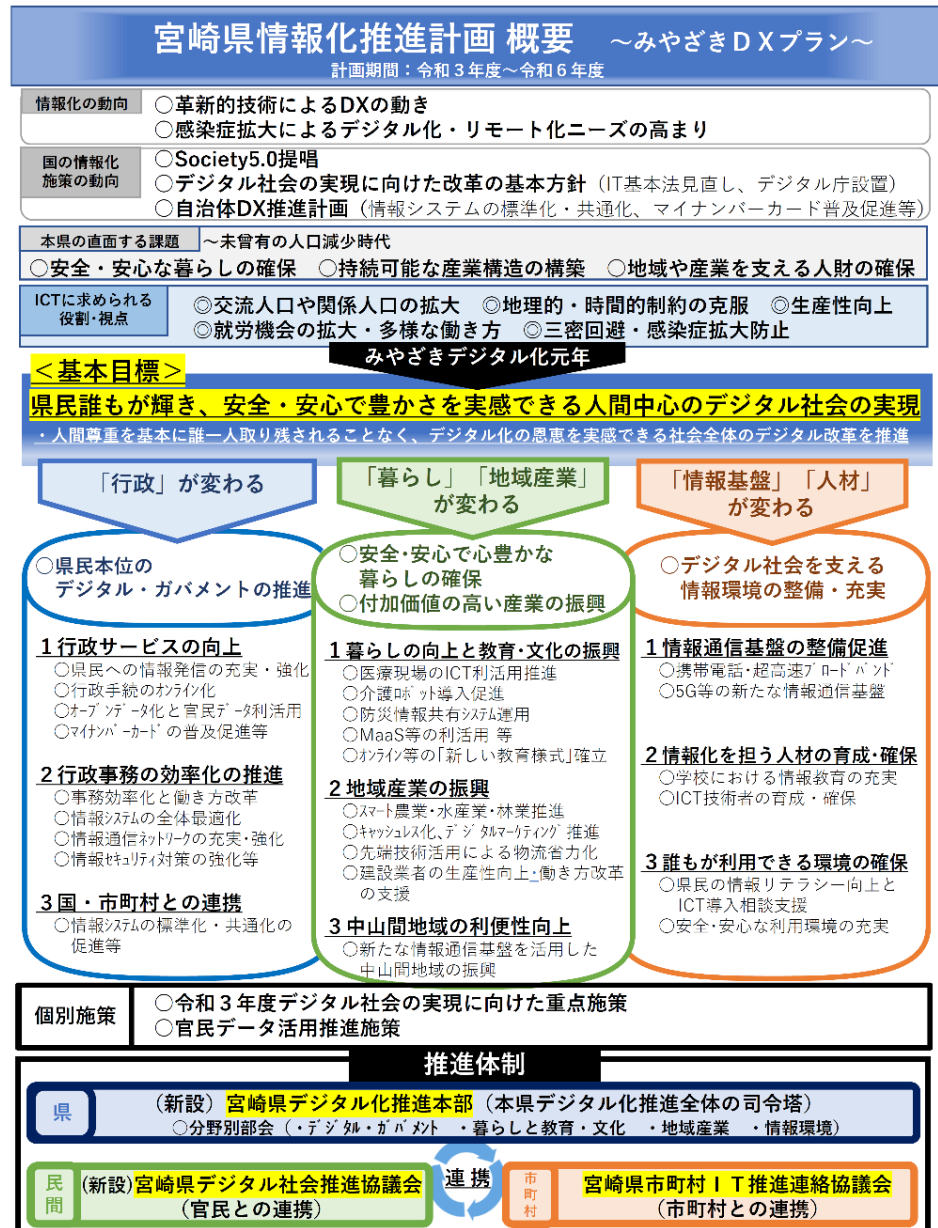 宮崎県情報化推進計画 概要　～みやざきＤＸプラン～
計画期間：令和３年度～令和６年度
情報化の動向
○革新的技術によるDXの動き
○感染症拡大によるデジタル化・リモート化ニーズの高まり
国の情報化
施策の動向
○Society5.0提唱
○デジタル社会の実現に向けた改革の基本方針（IT基本法見直し、デジタル庁設置）
○自治体DX推進計画（情報システムの標準化・共通化、マイナンバーカード普及促進等）
本県の直面する課題　～未曾有の人口減少時代
○安全・安心な暮らしの確保　○持続可能な産業構造の構築　○地域や産業を支える人財の確保
ICTに求められる
役割・視点
◎交流人口や関係人口の拡大　◎地理的・時間的制約の克服　◎生産性向上
◎就労機会の拡大・多様な働き方　◎三密回避・感染症拡大防止
みやざきデジタル化元年
＜基本目標＞
県民誰もが輝き、安全・安心で豊かさを実感できる人間中心のデジタル社会の実現
・人間尊重を基本に誰一人取り残されることなく、デジタル化の恩恵を実感できる社会全体のデジタル改革を推進
「行政」が変わる
○県民本位の
デジタル・ガバメントの推進
１行政サービスの向上
○県民への情報発信の充実・強化
○行政手続のオンライン化
○ｵｰﾌﾟﾝデータ化と官民データ利活用
○ﾏｲﾅﾝﾊﾞｰカードの普及促進等
２行政事務の効率化の推進
○事務効率化と働き方改革
○情報ｼｽﾃﾑの全体最適化
○情報通信ﾈｯﾄﾜｰｸの充実・強化
○情報ｾｷｭﾘﾃｨ対策の強化等
３国・市町村との連携
○情報ｼｽﾃﾑの標準化・共通化の
促進等
「暮らし」「地域産業」
が変わる
○安全･安心で心豊かな
暮らしの確保
○付加価値の高い産業の振興
１暮らしの向上と教育･文化の振興
○医療現場のICT利活用推進
○介護ﾛﾎﾞｯﾄ導入促進
○防災情報共有ｼｽﾃﾑ運用
○MaaS等の利活用 等
○ｵﾝﾗｲﾝ等の｢新しい教育様式｣確立
２地域産業の振興
○ｽﾏｰﾄ農業･水産業･林業推進
○ｷｬｯｼｭﾚｽ化､ﾃﾞｼﾞﾀﾙﾏｰｹﾃｨﾝｸﾞ推進
○先端技術活用による物流省力化
○建設業者の生産性向上･働き方改革
の支援
３中山間地域の利便性向上
○新たな情報通信基盤を活用した
中山間地域の振興
「情報基盤」「人材」
が変わる
○デジタル社会を支える
情報環境の整備・充実
１情報通信基盤の整備促進
○携帯電話･超高速ﾌﾞﾛｰﾄﾞﾊﾞﾝﾄﾞ
○5G等の新たな情報通信基盤
２情報化を担う人材の育成･確保
○学校における情報教育の充実
○ICT技術者の育成・確保
３誰もが利用できる環境の確保
○県民の情報リテラシー向上と
ICT導入相談支援
○安全･安心な利用環境の充実
個別施策
○令和３年度デジタル社会の実現に向けた重点施策
○官民データ活用推進施策
推進体制
県
（新設）宮崎県デジタル化推進本部（本県デジタル化推進全体の司令塔）
○分野別部会（・ﾃﾞｼﾞﾀﾙ・ｶﾞﾊﾞﾒﾝﾄ　・暮らしと教育・文化　・地域産業　・情報環境）
連携
民間
(新設)宮崎県デジタル社会推進協議会
(官民との連携)
市町村
宮崎県市町村ＩＴ推進連絡協議会
(市町村との連携)